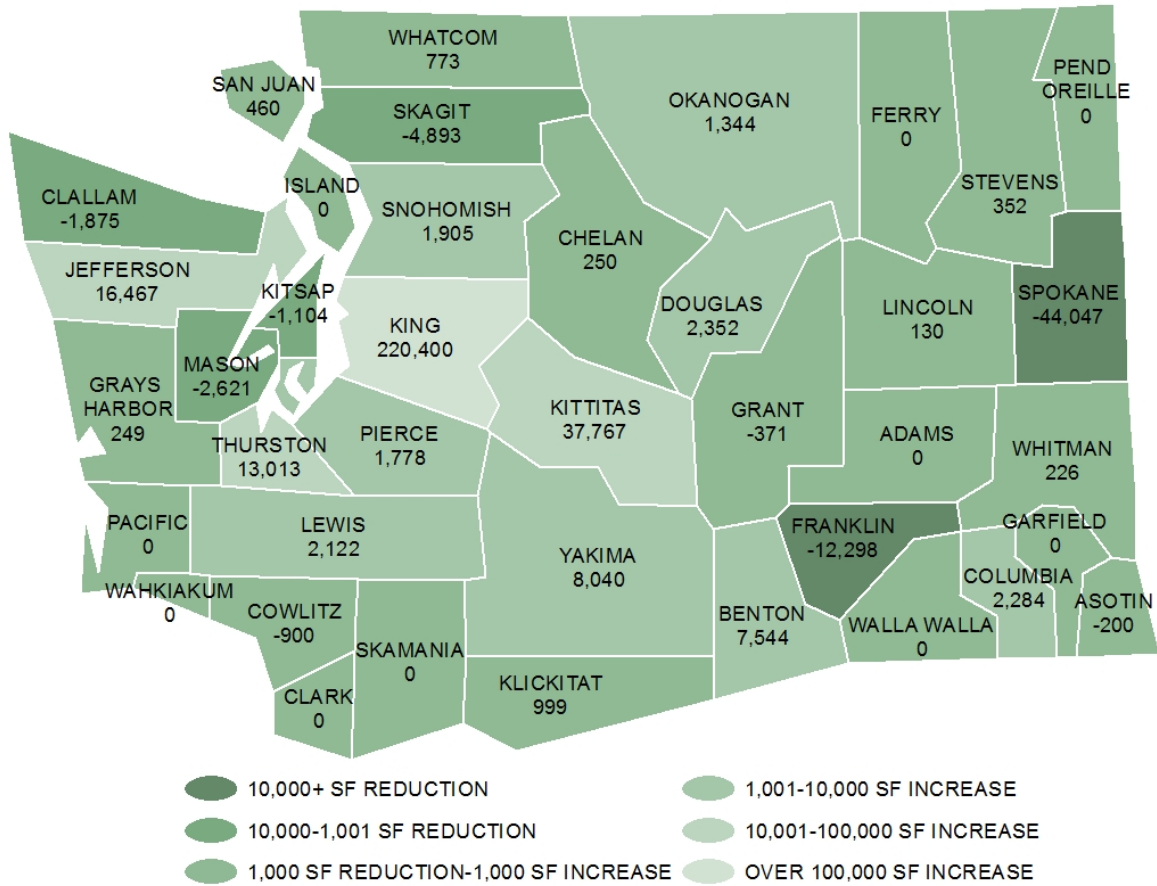 WHATCOM
773
SAN JUAN
460
SKAGIT
-4,893
OKANOGAN
1,344
FERRY
0
PEND
OREILLE
0
STEVENS
352
CLALLAM
-1,875
ISLAND
0
SNOHOMISH
1,905
CHELAN
250
JEFFERSON
16,467
KITSAP
-1,104
KING
220,400
DOUGLAS
2,352
LINCOLN
130
SPOKANE
-44,047
MASON
-2,621
GRAYS
HARBOR
249
THURSTON
13,013
PIERCE
1,778
KITTITAS
37,767
GRANT
-371
ADAMS
0
WHITMAN
226
PACIFIC
0
LEWIS
2,122
YAKIMA
8,040
FRANKLIN
-12,298
GARFIELD
0
WAHKIAKUM
0
COWLITZ
-900
SKAMANIA
0
BENTON
7,544
WALLA WALLA
0
COLUMBIA
2,284
ASOTIN
-200
CLARK
0
KLICKITAT
999
10,000+ SF REDUCTION
10,000-1,001 SF REDUCTION
1,000 SF REDUCTION-1,000 SF INCREASE
1,001-10,000 SF INCREASE
10,001-100,000 SF INCREASE
OVER 100,000 SF INCREASE